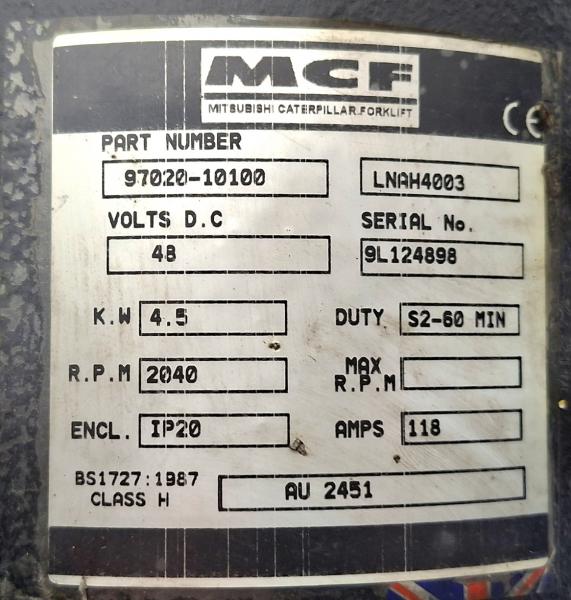 MCF
MITSUBISHI CATERPILLAR FORKLIFT
CE
PART NUMBER
97020-10100 LNAH4003
VOLTS D.C SERIAL No.
48 9L124898
K.W 4.5 DUTY S2-60 MIN
R.P.M 2040 MAX R.P.M
ENCL. IP20 AMPS 118
BS1727:1987
CLASS H AU 2451